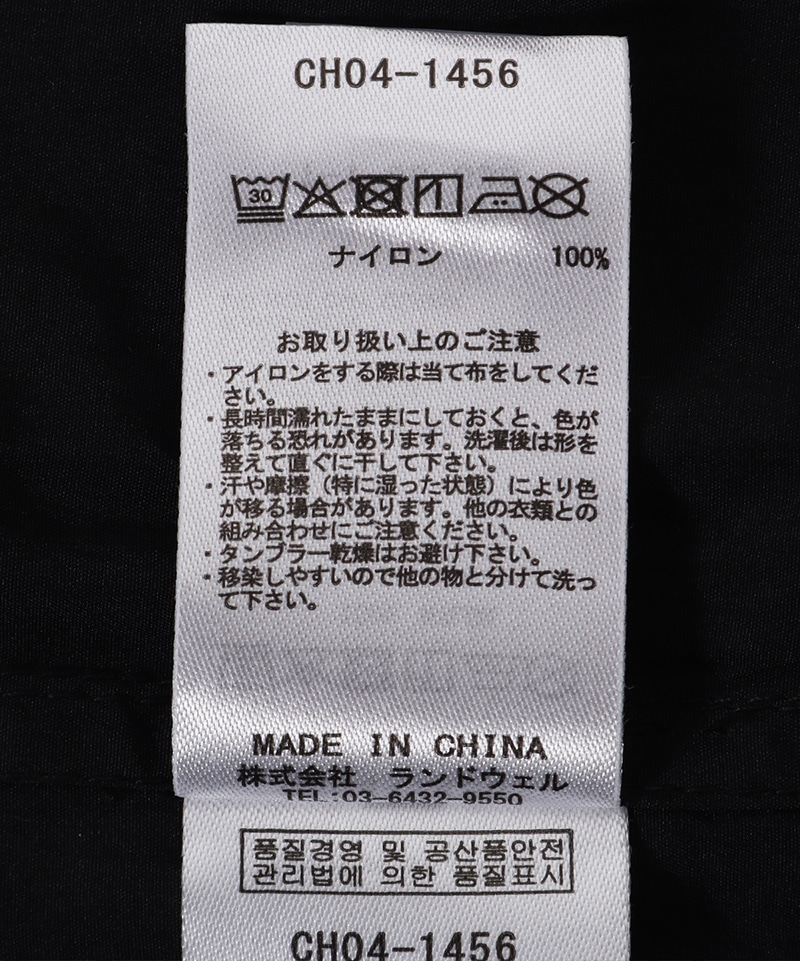 CH04-1456
30
ナイロン 100%
お取り扱い上のご注意
・アイロンをする際は当て布をしてくだ
さい。
・長時間濡れたままにしておくと、色が
落ちる恐れがあります。洗濯後は形を
整えて直ぐに干して下さい。
・汗や摩擦（特に湿った状態）により色
が移る場合があります。他の衣類との
組み合わせにご注意ください。
・タンブラー乾燥はお避け下さい。
・移染しやすいので他の物と分けて洗っ
て下さい。
MADE IN CHINA
株式会社 ランドウェル
TEL:03-6432-9550
품질경영 및 공산품안전
관리법에 의한 품질표시
CH04-1456